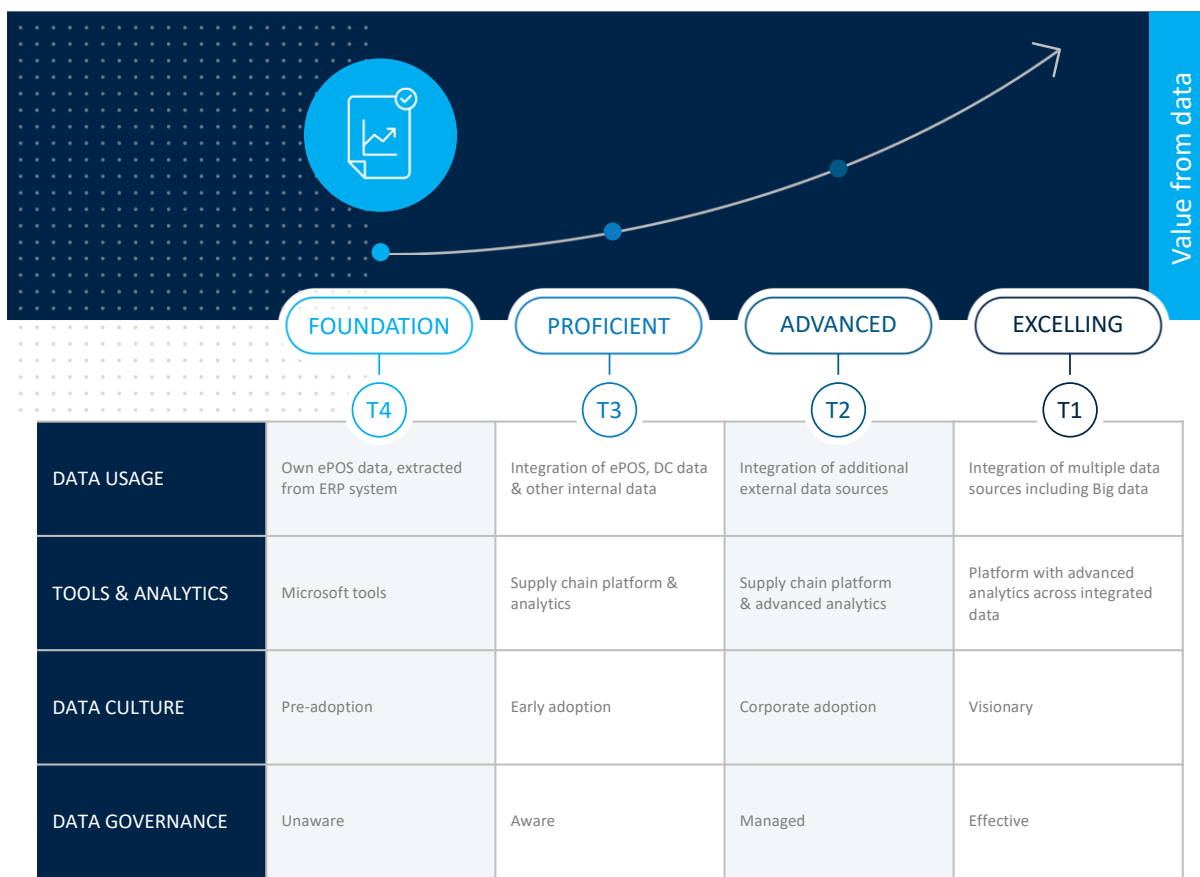 Value from data
FOUNDATION
PROFICIENT
ADVANCED
EXCELLING
T4
T3
T2
T1
DATA USAGE
Own ePOS data, extracted
from ERP system
Integration of ePOS, DC data
& other internal data
Integration of additional
external data sources
Integration of multiple data
sources including Big data
TOOLS & ANALYTICS
Microsoft tools
Supply chain platform &
analytics
Supply chain platform
& advanced analytics
Platform with advanced
analytics across integrated
data
DATA CULTURE
Pre-adoption
Early adoption
Corporate adoption
Visionary
DATA GOVERNANCE
Unaware
Aware
Managed
Effective